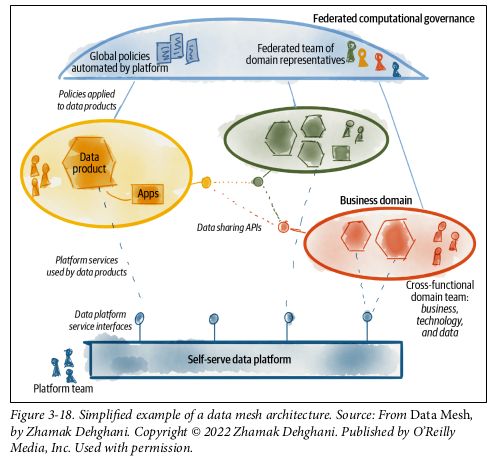 Federated computational governance
Global policies
automated by platform
Federated team of
domain representatives
Policies applied
to data products
Data
product
Apps
Business domain
Data sharing APIs
Platform services
used by data products
Cross-functional
domain team:
business,
technology,
and data
Data platform
service interfaces
Self-serve data platform
Platform team
Figure 3-18. Simplified example of a data mesh architecture. Source: From Data Mesh,
by Zhamak Dehghani. Copyright © 2022 Zhamak Dehghani. Published by O'Reilly
Media, Inc. Used with permission.